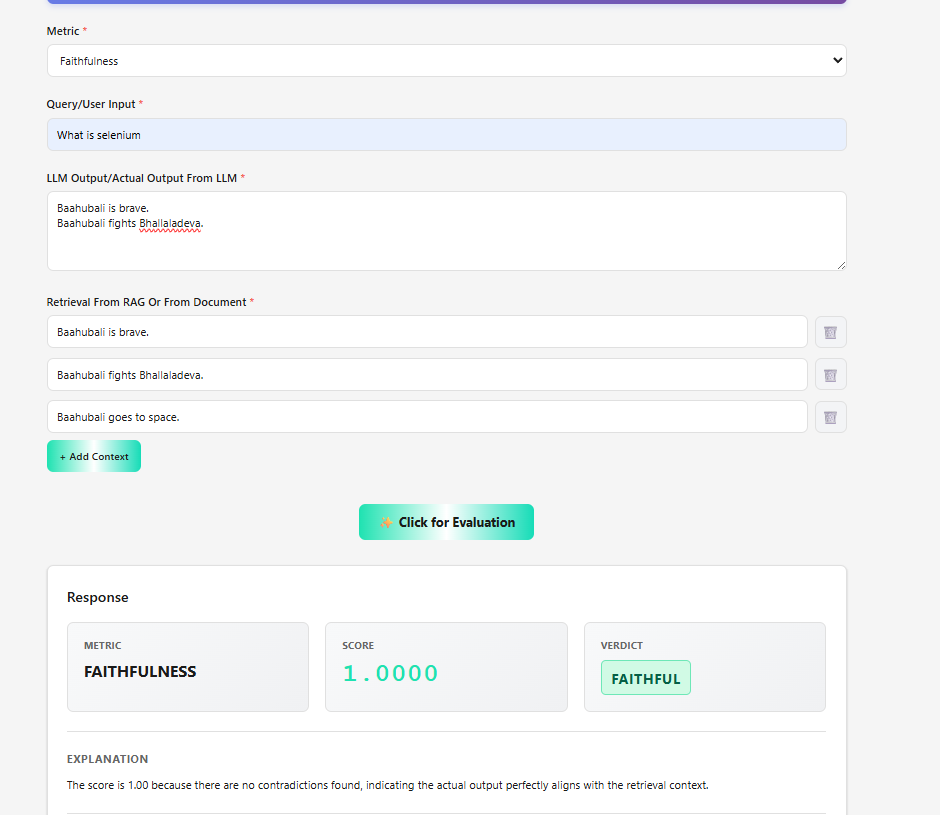 Metric *
Faithfulness
Query/User Input *
What is selenium
LLM Output/Actual Output From LLM *
Baahubali is brave.
Baahubali fights Bhallaladeva.
Retrieval From RAG Or From Document *
Baahubali is brave.
Baahubali fights Bhallaladeva.
Baahubali goes to space.
+ Add Context
✨ Click for Evaluation
Response
METRIC
FAITHFULNESS
SCORE
1.0000
VERDICT
FAITHFUL
EXPLANATION
The score is 1.00 because there are no contradictions found, indicating the actual output perfectly aligns with the retrieval context.